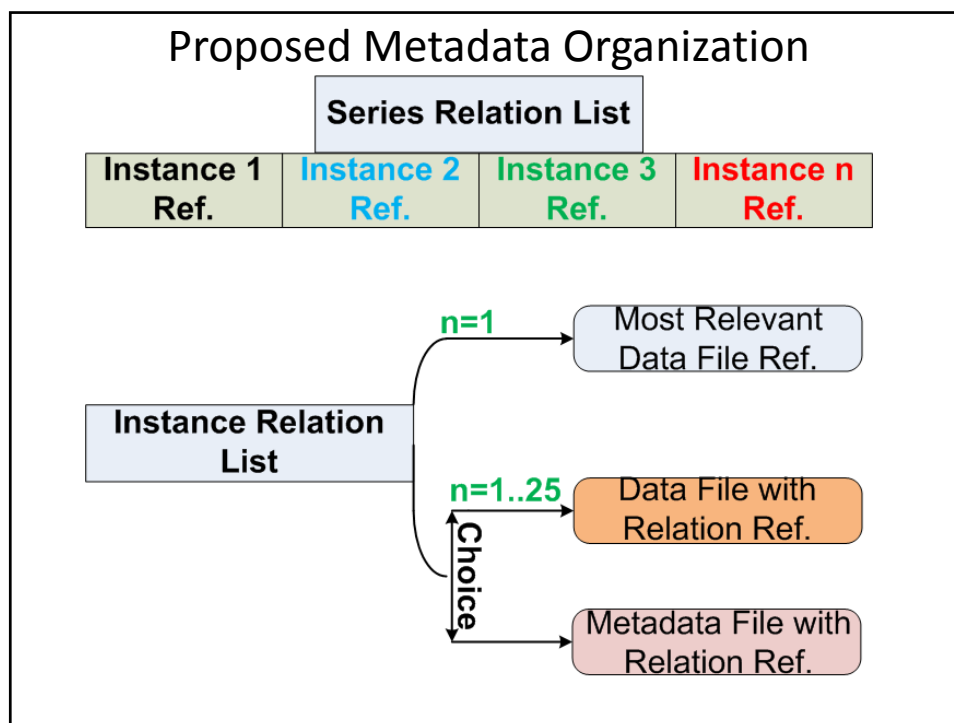 Proposed Metadata Organization
Series Relation List
Instance 1 Instance 2 Instance 3 Instance n
Ref. Ref. Ref. Ref.
n=1
Most Relevant
Data File Ref.
Instance Relation
List
n=1..25
Data File with
Relation Ref.
Choice
Metadata File with
Relation Ref.